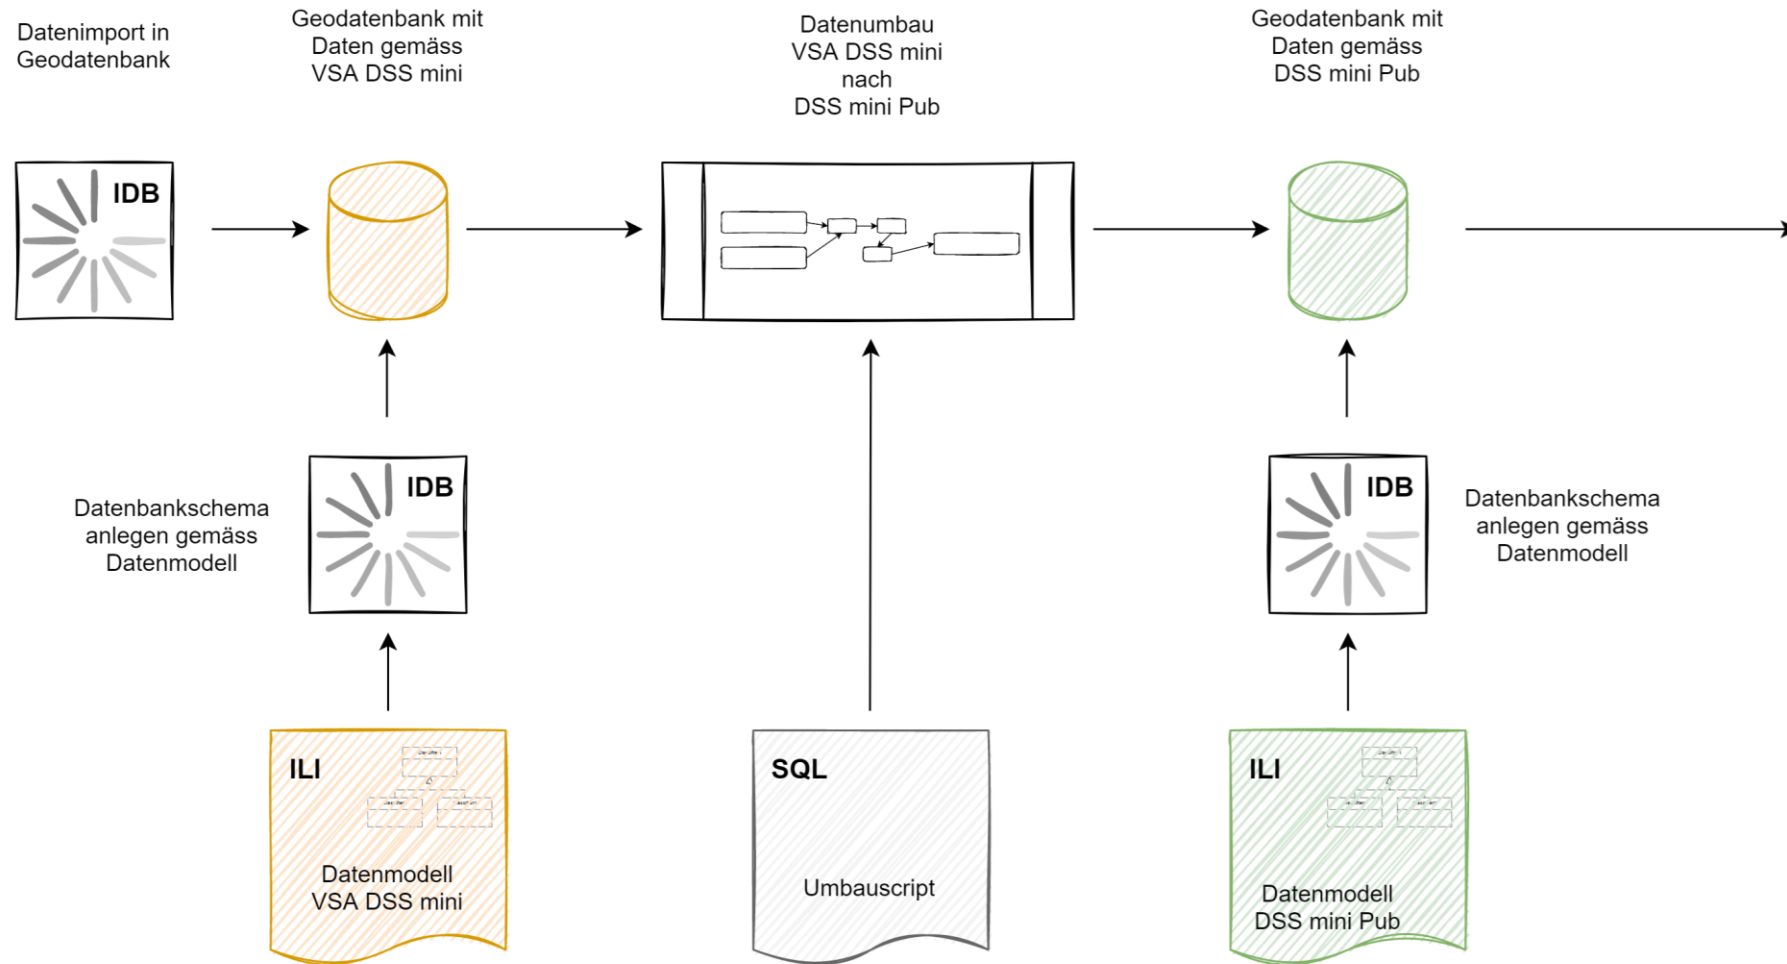 Datenimport in
Geodatenbank
Geodatenbank mit
Daten gemäss
VSA DSS mini
Datenumbau
VSA DSS mini
nach
DSS mini Pub
Geodatenbank mit
Daten gemäss
DSS mini Pub
IDB
Datenbankschema
anlegen gemäss
Datenmodell
IDB
IDB
Datenbankschema
anlegen gemäss
Datenmodell
ILI
Datenmodell
VSA DSS mini
SQL
Umbauscript
ILI
Datenmodell
DSS mini Pub